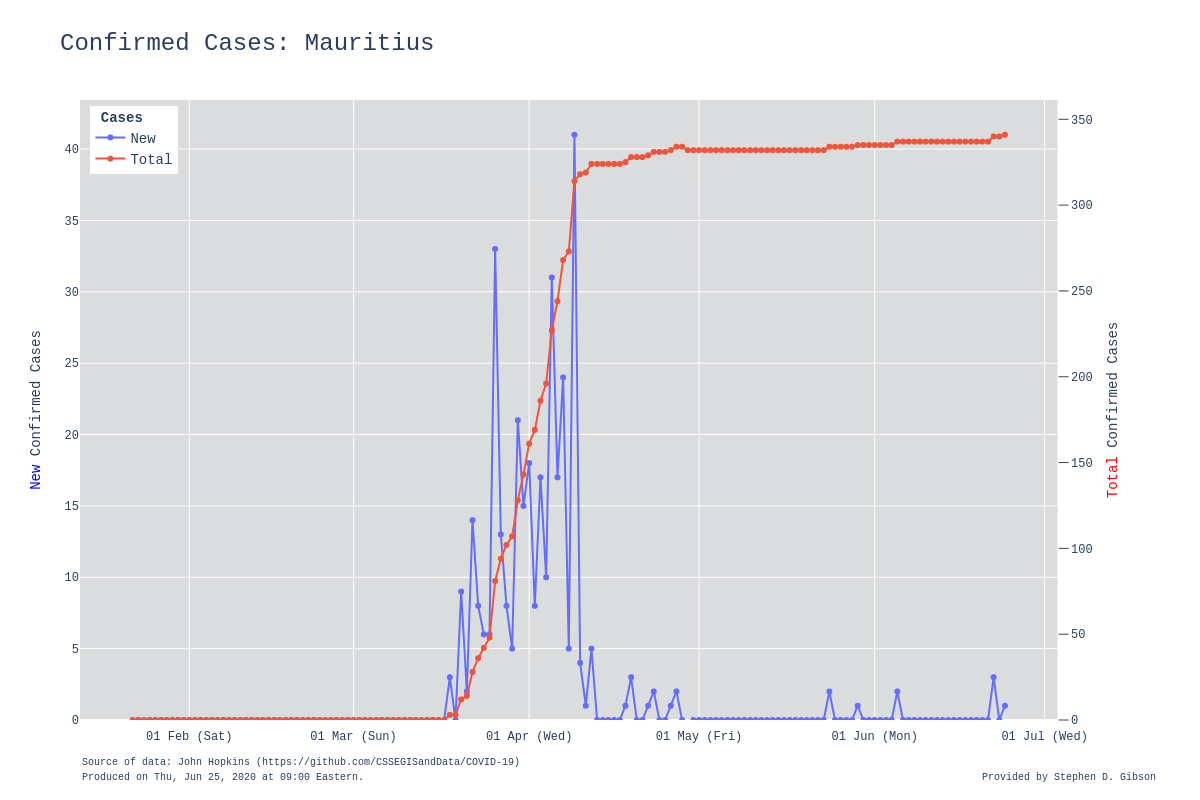 Confirmed Cases: Mauritius
Cases
New
Total
40
35
30
25
20
15
10
5
0
350
300
250
200
150
100
50
0
New Confirmed Cases
Total Confirmed Cases
01 Feb (Sat)
01 Mar (Sun)
01 Apr (Wed)
01 May (Fri)
01 Jun (Mon)
01 Jul (Wed)
Source of data: John Hopkins (https://github.com/CSSEGISandData/COVID-19)
Produced on Thu, Jun 25, 2020 at 09:00 Eastern.
Provided by Stephen D. Gibson